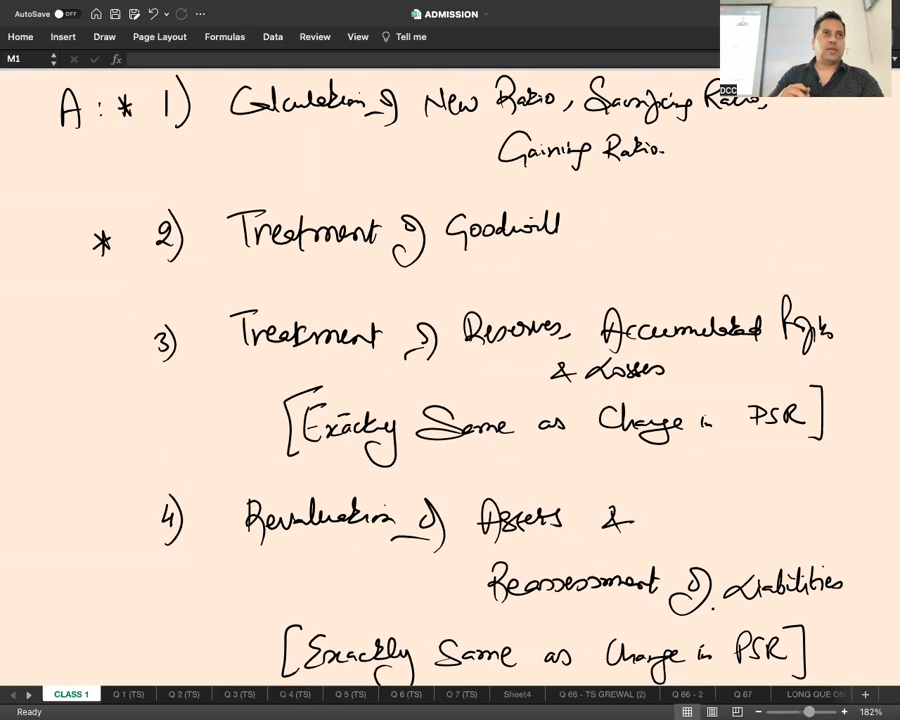 AutoSave OFF ADMISSION
Home Insert Draw Page Layout Formulas Data Review View Tell me
M1 fx
DCC
A : * 1) Calculation of New Ratio, Sacrificing Ratio,
Gaining Ratio.
* 2) Treatment of Goodwill
3) Treatment of Reserves, Accumulated Profits
& Losses
[Exactly Same as Change in PSR]
4) Revaluation of Assets &
Reassessment of Liabilities
[Exactly Same as Change in PSR]
CLASS 1 Q 1 (TS) Q 2 (TS) Q 3 (TS) Q 4 (TS) Q 5 (TS) Q 6 (TS) Q 7 (TS) Sheet4 Q 66 - TS GREWAL (2) Q 66 - 2 Q 67 LONG QUE ON +
Ready 182%